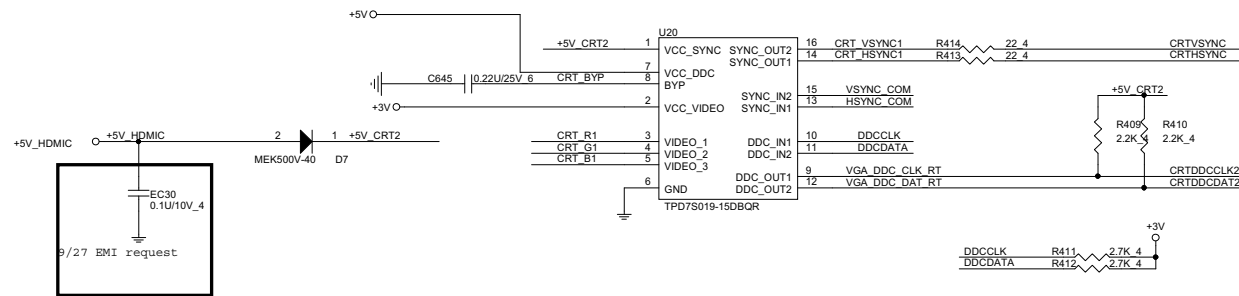 +5V
U20
+5V_CRT2 1 VCC_SYNC SYNC_OUT2 16 CRT_VSYNC1 R414 22_4 CRTVSYNC
SYNC_OUT1 14 CRT_HSYNC1 R413 22_4 CRTHSYNC
7 VCC_DDC
C645 0.22U/25V_6 CRT_BYP 8 BYP
SYNC_IN2 15 VSYNC_COM
+3V 2 VCC_VIDEO SYNC_IN1 13 HSYNC_COM
+5V_CRT2
R409 R410
2.2K_4 2.2K_4
+5V_HDMIC +5V_HDMIC 2 1 +5V_CRT2
MEK500V-40 D7
CRT_R1 3 VIDEO_1 DDC_IN1 10 DDCCLK
CRT_G1 4 VIDEO_2 DDC_IN2 11 DDCDATA
CRT_B1 5 VIDEO_3
DDC_OUT1 9 VGA_DDC_CLK_RT CRTDDCCLK2
6 GND DDC_OUT2 12 VGA_DDC_DAT_RT CRTDDCDAT2
TPD7S019-15DBQR
EC30
0.1U/10V_4
9/27 EMI request
+3V
DDCCLK R411 2.7K_4
DDCDATA R412 2.7K_4